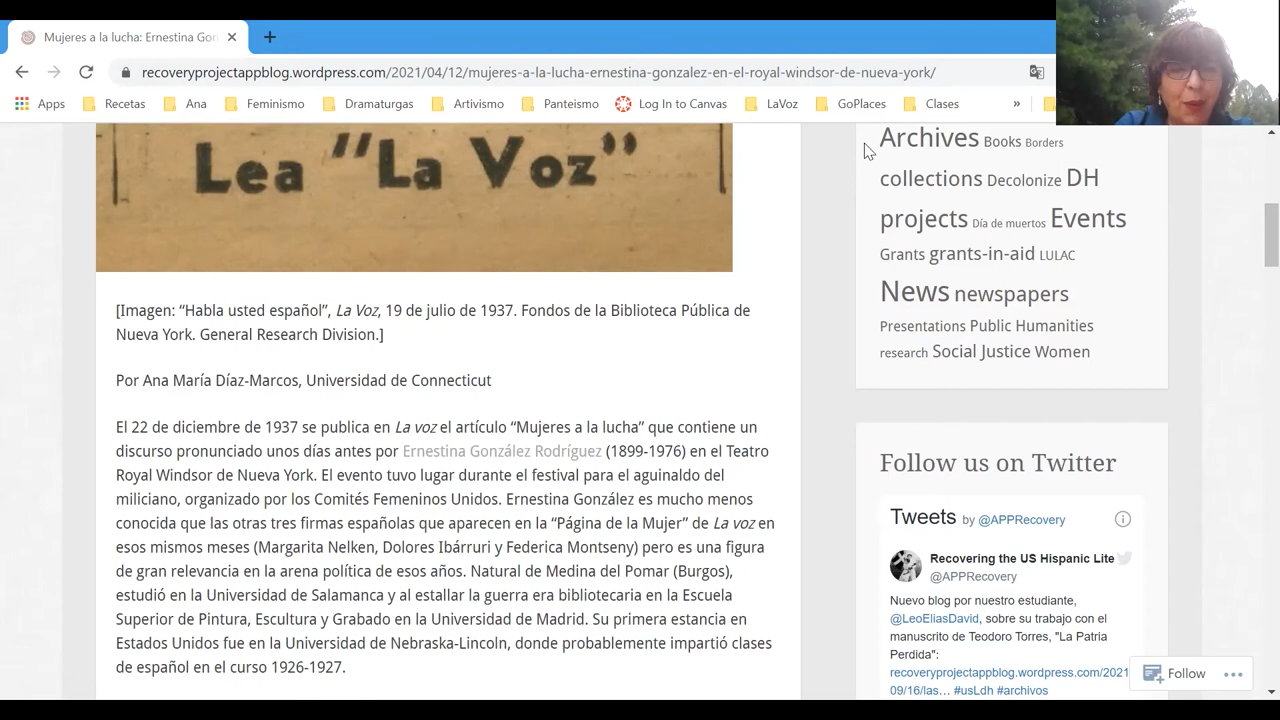 Mujeres a la lucha: Ernestina Gon
recoveryprojectappblog.wordpress.com/2021/04/12/mujeres-a-la-lucha-ernestina-gonzalez-en-el-royal-windsor-de-nueva-york/
Apps Recetas Ana Feminismo Dramaturgas Artivismo Panteismo Log In to Canvas LaVoz GoPlaces Clases »
Lea "La Voz"
[Imagen: “Habla usted español”, La Voz, 19 de julio de 1937. Fondos de la Biblioteca Pública de
Nueva York. General Research Division.]
Por Ana María Díaz-Marcos, Universidad de Connecticut
El 22 de diciembre de 1937 se publica en La voz el artículo “Mujeres a la lucha” que contiene un
discurso pronunciado unos días antes por Ernestina González Rodríguez (1899-1976) en el Teatro
Royal Windsor de Nueva York. El evento tuvo lugar durante el festival para el aguinaldo del
miliciano, organizado por los Comités Femeninos Unidos. Ernestina González es mucho menos
conocida que las otras tres firmas españolas que aparecen en la “Página de la Mujer” de La voz en
esos mismos meses (Margarita Nelken, Dolores Ibárruri y Federica Montseny) pero es una figura
de gran relevancia en la arena política de esos años. Natural de Medina del Pomar (Burgos),
estudió en la Universidad de Salamanca y al estallar la guerra era bibliotecaria en la Escuela
Superior de Pintura, Escultura y Grabado en la Universidad de Madrid. Su primera estancia en
Estados Unidos fue en la Universidad de Nebraska-Lincoln, donde probablemente impartió clases
de español en el curso 1926-1927.
Archives Books Borders
collections Decolonize DH
projects Día de muertos Events
Grants grants-in-aid LULAC
News newspapers
Presentations Public Humanities
research Social Justice Women
Follow us on Twitter
Tweets by @APPRecovery
Recovering the US Hispanic Lite
@APPRecovery
Nuevo blog por nuestro estudiante,
@LeoEliasDavid, sobre su trabajo con el
manuscrito de Teodoro Torres, "La Patria
Perdida":
recoveryprojectappblog.wordpress.com/2021
09/16/las… #usLdh #archivos
Follow